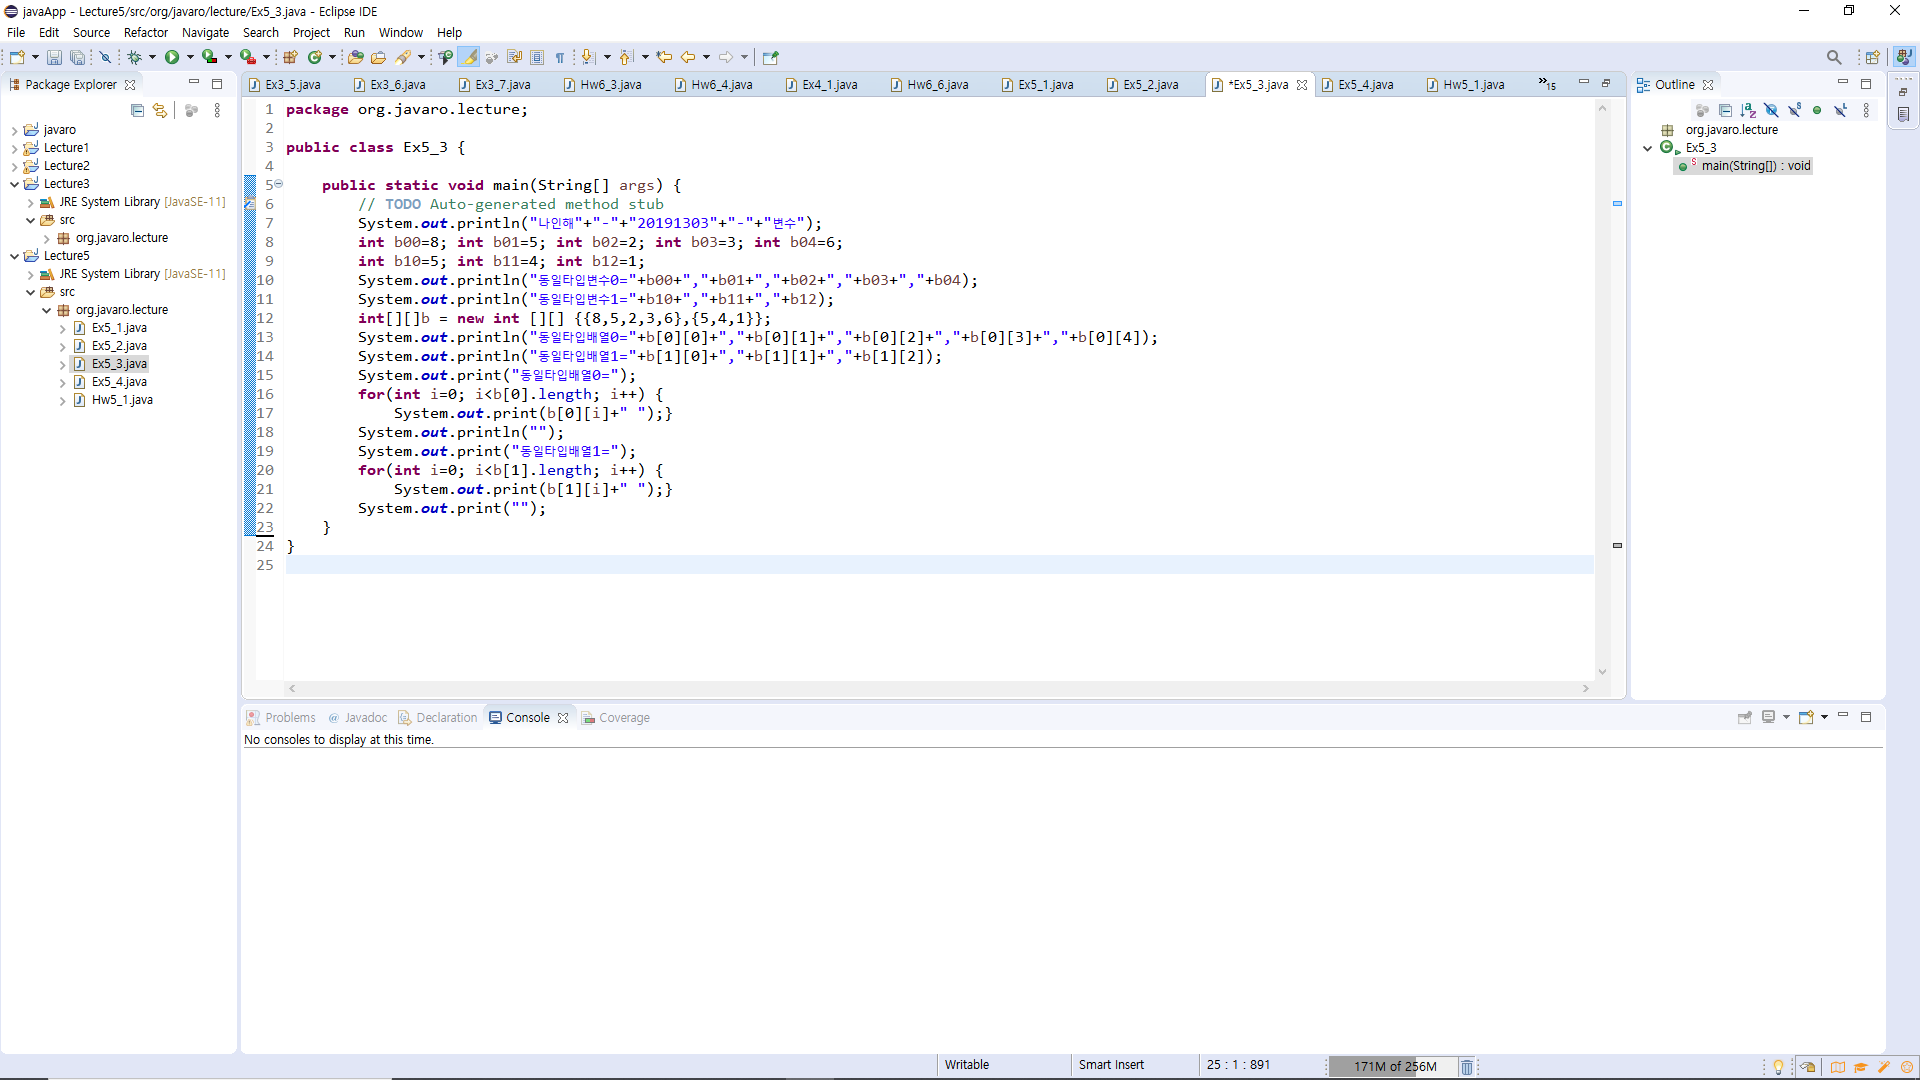 javaApp - Lecture5/src/org/javaro/lecture/Ex5_3.java - Eclipse IDE
File Edit Source Refactor Navigate Search Project Run Window Help
Package Explorer
javaro
Lecture1
Lecture2
Lecture3
JRE System Library [JavaSE-11]
src
org.javaro.lecture
Lecture5
JRE System Library [JavaSE-11]
src
org.javaro.lecture
Ex5_1.java
Ex5_2.java
Ex5_3.java
Ex5_4.java
Hw5_1.java
Ex3_5.java Ex3_6.java Ex3_7.java Hw6_3.java Hw6_4.java Ex4_1.java Hw6_6.java Ex5_1.java Ex5_2.java *Ex5_3.java Ex5_4.java Hw5_1.java »15
1 package org.javaro.lecture;
2
3 public class Ex5_3 {
4
5 public static void main(String[] args) {
6 // TODO Auto-generated method stub
7 System.out.println("나인해"+"-"+"20191303"+"-"+"변수");
8 int b00=8; int b01=5; int b02=2; int b03=3; int b04=6;
9 int b10=5; int b11=4; int b12=1;
10 System.out.println("동일타입변수0="+b00+","+b01+","+b02+","+b03+","+b04);
11 System.out.println("동일타입변수1="+b10+","+b11+","+b12);
12 int[][]b = new int [][] {{8,5,2,3,6},{5,4,1}};
13 System.out.println("동일타입배열0="+b[0][0]+","+b[0][1]+","+b[0][2]+","+b[0][3]+","+b[0][4]);
14 System.out.println("동일타입배열1="+b[1][0]+","+b[1][1]+","+b[1][2]);
15 System.out.print("동일타입배열0=");
16 for(int i=0; i<b[0].length; i++) {
17 System.out.print(b[0][i]+" ");}
18 System.out.println("");
19 System.out.print("동일타입배열1=");
20 for(int i=0; i<b[1].length; i++) {
21 System.out.print(b[1][i]+" ");}
22 System.out.print("");
23 }
24 }
25
Outline
org.javaro.lecture
Ex5_3
main(String[]) : void
Problems Javadoc Declaration Console Coverage
No consoles to display at this time.
Writable Smart Insert 25 : 1 : 891 171M of 256M